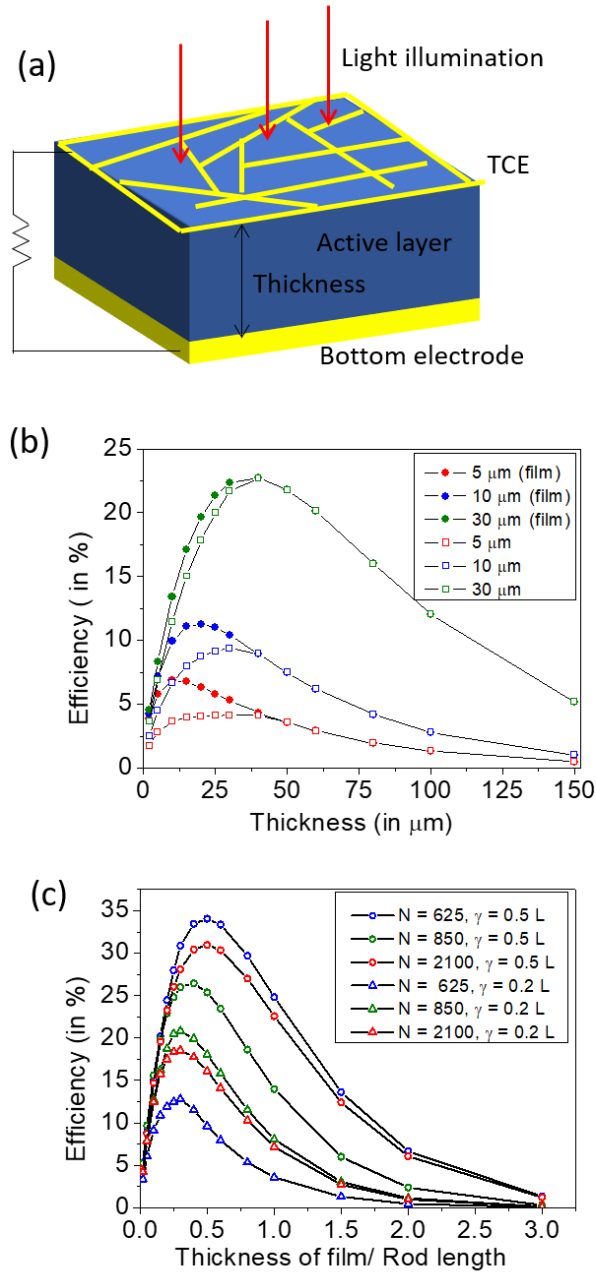 (a)
Light illumination
TCE
Active layer
Thickness
Bottom electrode
(b)
25
20
15
10
5
0
Efficiency ( in %)
5 μm (film)
10 μm (film)
30 μm (film)
5 μm
10 μm
30 μm
0 25 50 75 100 125 150
Thickness (in μm)
(c)
35
30
25
20
15
10
5
0
Efficiency (in %)
N = 625, γ = 0.5 L
N = 850, γ = 0.5 L
N = 2100, γ = 0.5 L
N = 625, γ = 0.2 L
N = 850, γ = 0.2 L
N = 2100, γ = 0.2 L
0.0 0.5 1.0 1.5 2.0 2.5 3.0
Thickness of film/ Rod length